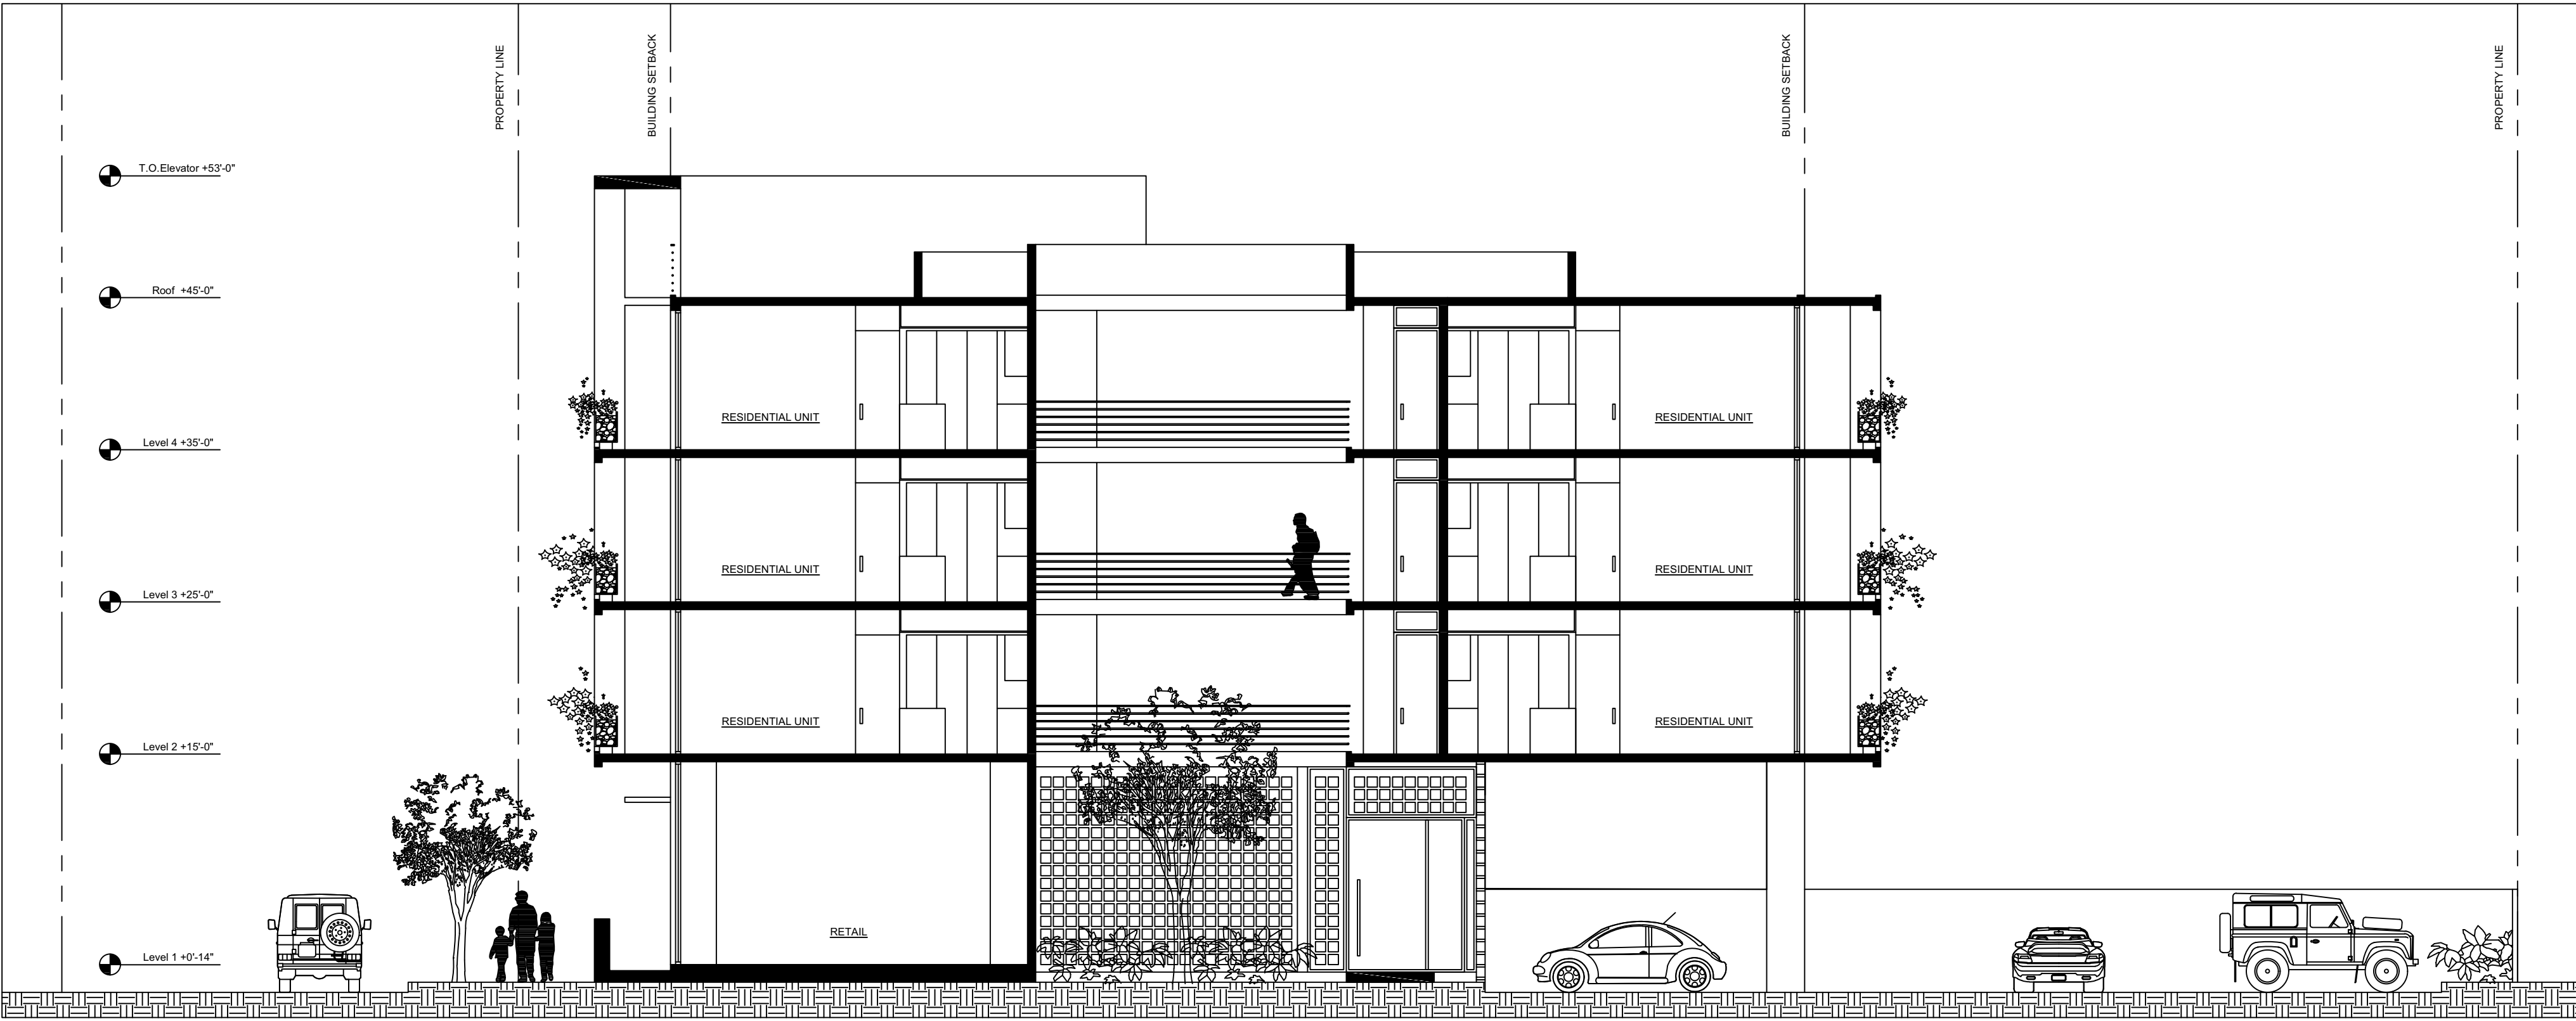 PROPERTY LINE
BUILDING SETBACK
BUILDING SETBACK
PROPERTY LINE
T.O.Elevator +53'-0"
Roof +45'-0"
RESIDENTIAL UNIT
RESIDENTIAL UNIT
Level 4 +35'-0"
RESIDENTIAL UNIT
RESIDENTIAL UNIT
Level 3 +25'-0"
RESIDENTIAL UNIT
RESIDENTIAL UNIT
Level 2 +15'-0"
RETAIL
Level 1 +0'-14"